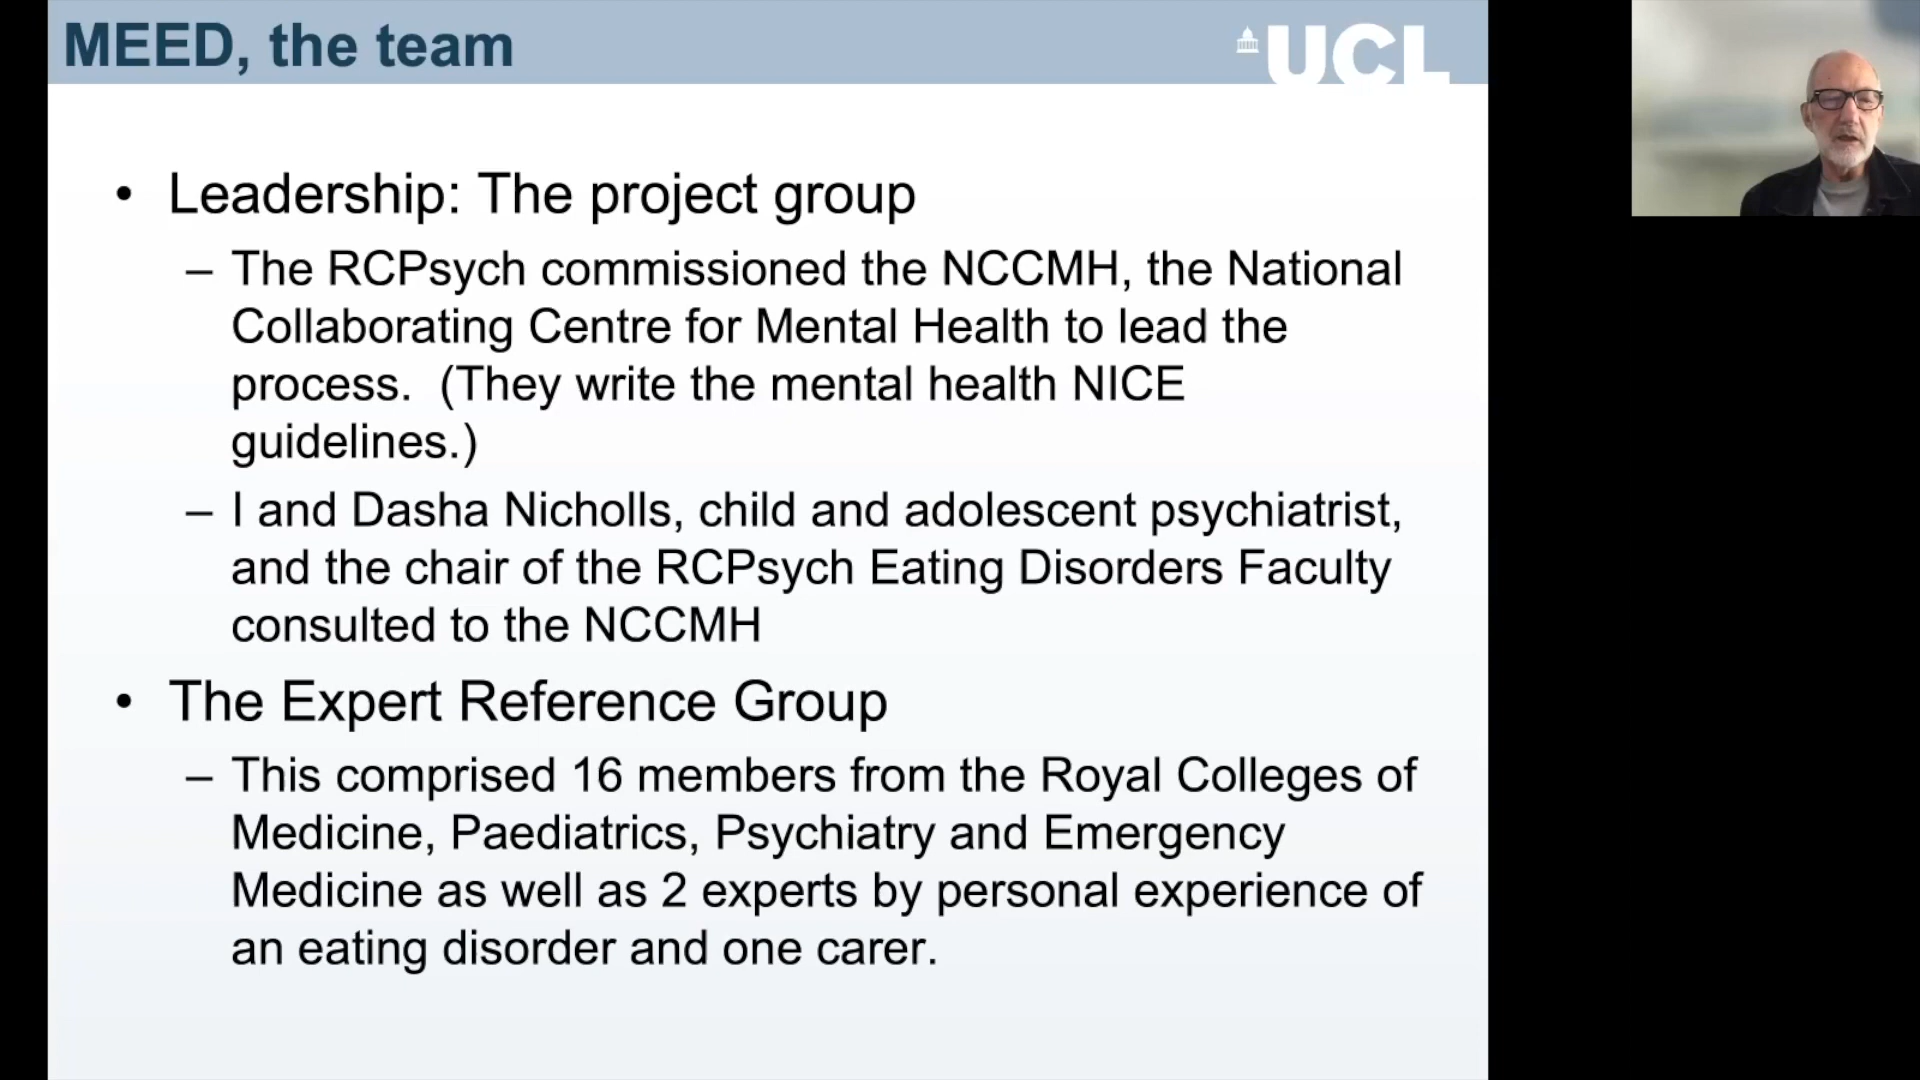 MEED, the team
UCL
• Leadership: The project group
– The RCPsych commissioned the NCCMH, the National
Collaborating Centre for Mental Health to lead the
process.  (They write the mental health NICE
guidelines.)
– I and Dasha Nicholls, child and adolescent psychiatrist,
and the chair of the RCPsych Eating Disorders Faculty
consulted to the NCCMH
• The Expert Reference Group
– This comprised 16 members from the Royal Colleges of
Medicine, Paediatrics, Psychiatry and Emergency
Medicine as well as 2 experts by personal experience of
an eating disorder and one carer.